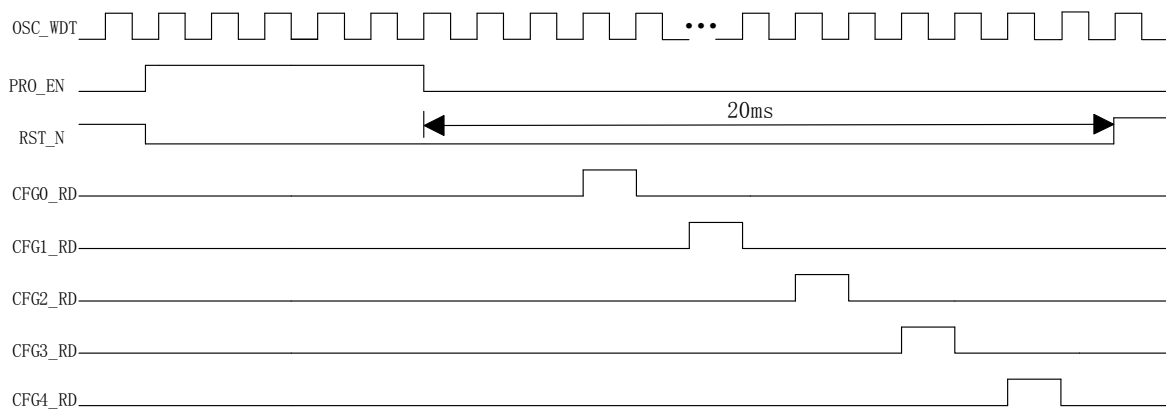 OSC_WDT
•••
PRO_EN
20ms
RST_N
CFG0_RD
CFG1_RD
CFG2_RD
CFG3_RD
CFG4_RD